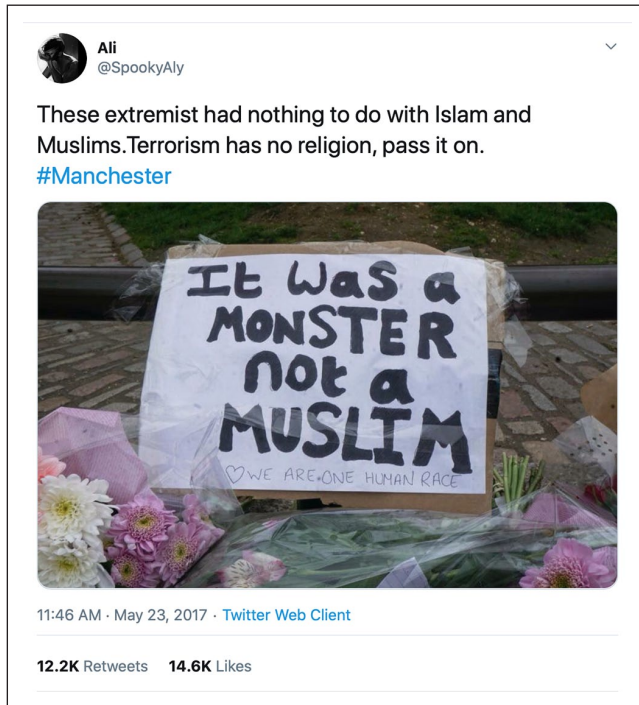 Ali
@SpookyAly
These extremist had nothing to do with Islam and
Muslims.Terrorism has no religion, pass it on.
#Manchester
It was a
MONSTER
not a
MUSLIM
♡ WE ARE ONE HUMAN RACE
11:46 AM · May 23, 2017 · Twitter Web Client
12.2K Retweets 14.6K Likes